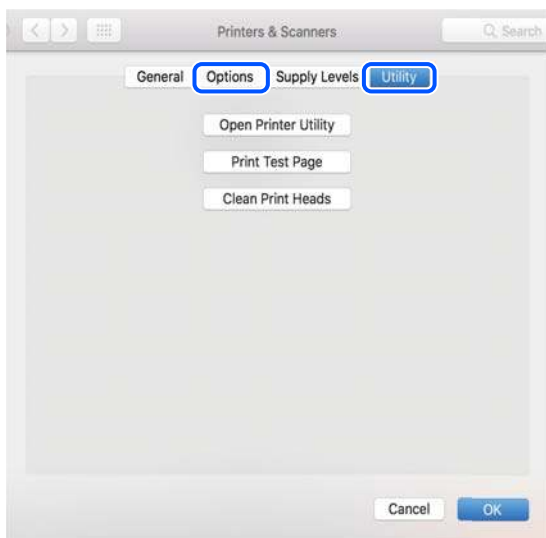 Printers & Scanners Search
General Options Supply Levels Utility
Open Printer Utility
Print Test Page
Clean Print Heads
Cancel OK